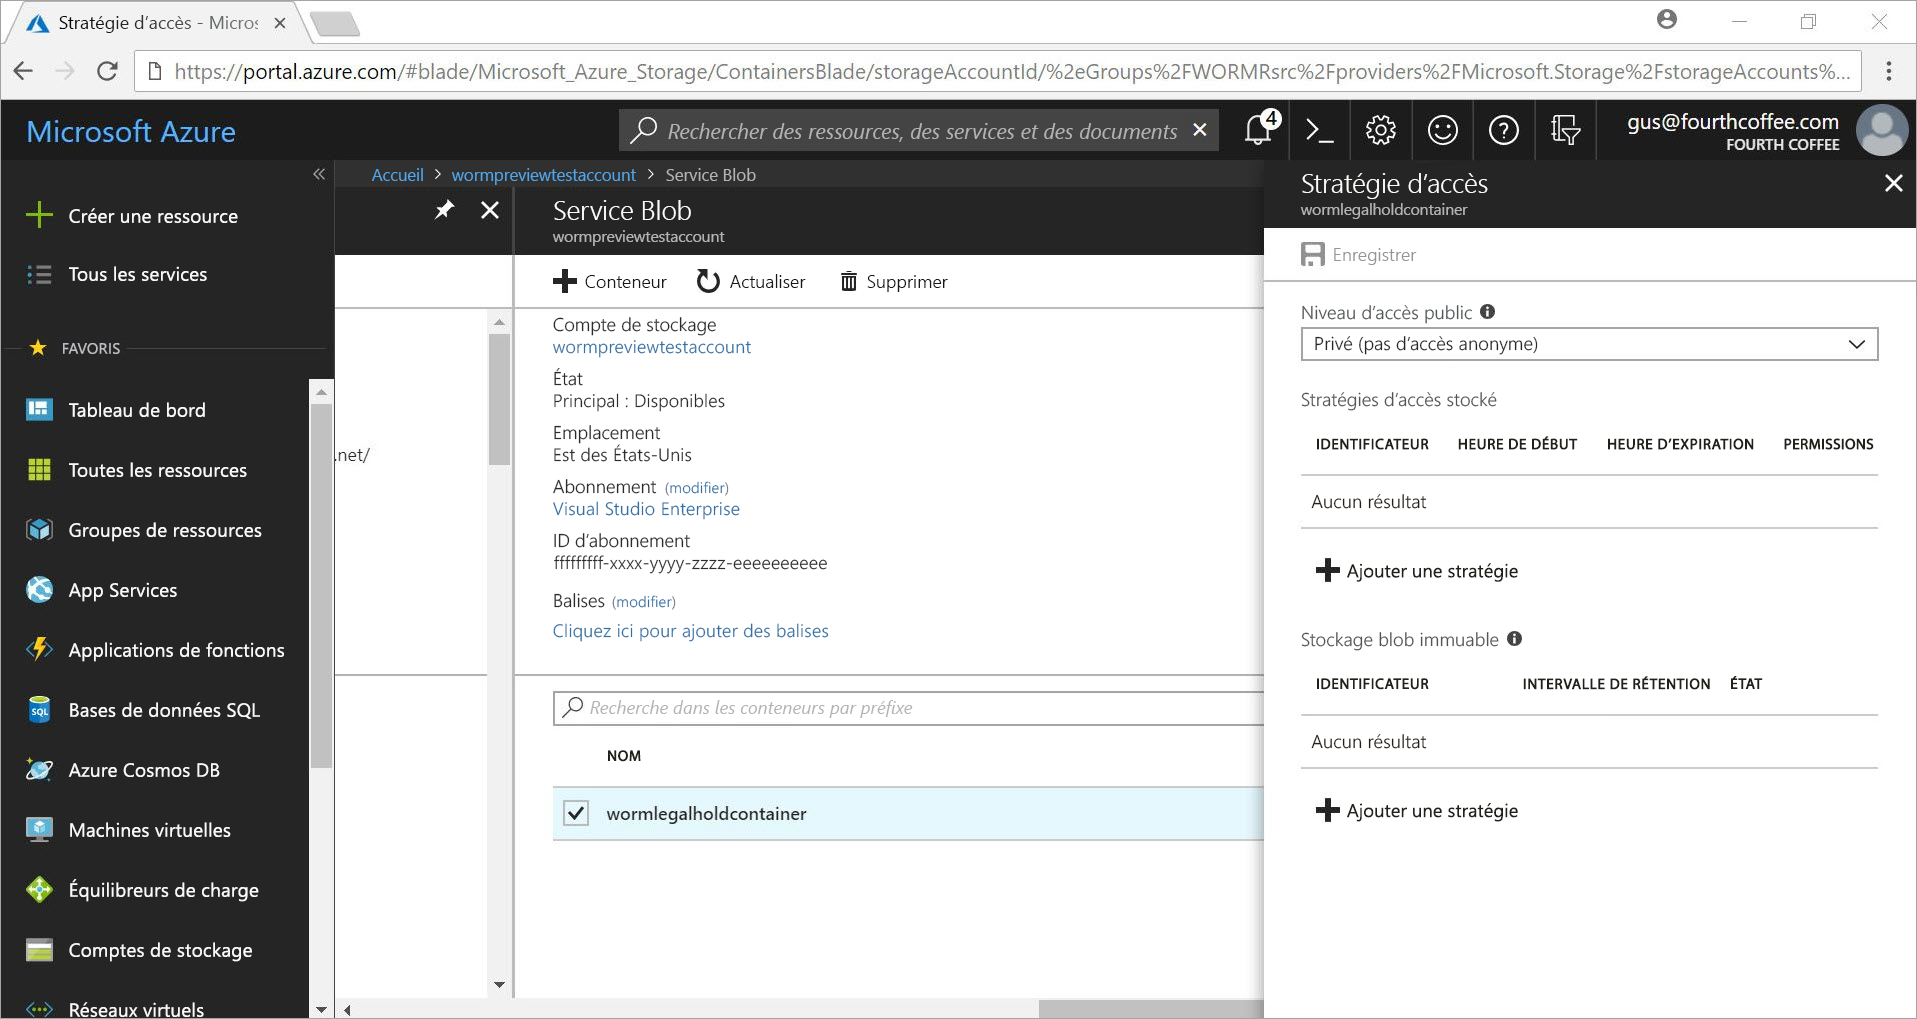 Stratégie d’accès - Micros
https://portal.azure.com/#blade/Microsoft_Azure_Storage/ContainersBlade/storageAccountId/%2eGroups%2FWORMRsrc%2Fproviders%2FMicrosoft.Storage%2FstorageAccounts%...
Microsoft Azure
Rechercher des ressources, des services et des documents
4
gus@fourthcoffee.com
FOURTH COFFEE
Créer une ressource
Tous les services
FAVORIS
Tableau de bord
Toutes les ressources
Groupes de ressources
App Services
Applications de fonctions
SQL
Bases de données SQL
Azure Cosmos DB
Machines virtuelles
Équilibreurs de charge
Comptes de stockage
Réseaux virtuels
Accueil > wormpreviewtestaccount > Service Blob
.net/
Service Blob
wormpreviewtestaccount
Conteneur Actualiser Supprimer
Compte de stockage
wormpreviewtestaccount
État
Principal : Disponibles
Emplacement
Est des États-Unis
Abonnement (modifier)
Visual Studio Enterprise
ID d’abonnement
fffffffff-xxxx-yyyy-zzzz-eeeeeeeeee
Balises (modifier)
Cliquez ici pour ajouter des balises
Recherche dans les conteneurs par préfixe
NOM
wormlegalholdcontainer
Stratégie d’accès
wormlegalholdcontainer
Enregistrer
Niveau d’accès public
Privé (pas d’accès anonyme)
Stratégies d’accès stocké
IDENTIFICATEUR HEURE DE DÉBUT HEURE D’EXPIRATION PERMISSIONS
Aucun résultat
Ajouter une stratégie
Stockage blob immuable
IDENTIFICATEUR INTERVALLE DE RÉTENTION ÉTAT
Aucun résultat
Ajouter une stratégie